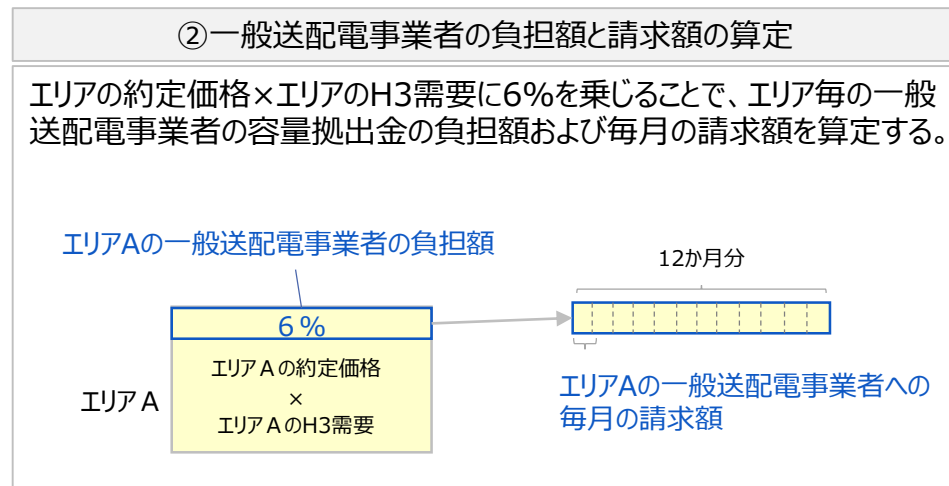 ②一般送配電事業者の負担額と請求額の算定
エリアの約定価格×エリアのH3需要に6%を乗じることで、エリア毎の一般
送配電事業者の容量拠出金の負担額および毎月の請求額を算定する。
エリアAの一般送配電事業者の負担額
12か月分
6%
エリアAの約定価格
×
エリアAのH3需要
エリアA
エリアAの一般送配電事業者への
毎月の請求額